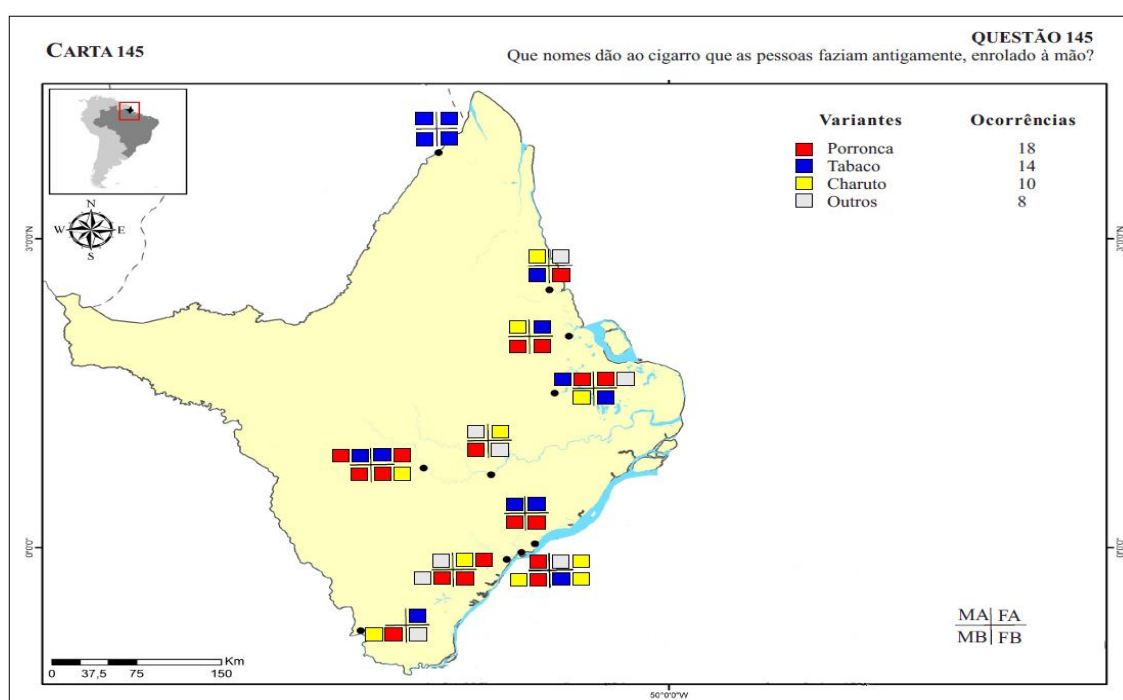 CARTA 145
QUESTÃO 145
Que nomes dão ao cigarro que as pessoas faziam antigamente, enrolado à mão?
Variantes Ocorrências
Porronca 18
Tabaco 14
Charuto 10
Outros 8
N
W E
S
3°0'0"N
3°0'0"N
0°0'0"
0°0'0"
MA FA
MB FB
Km
0 37,5 75 150
50°0'0"W